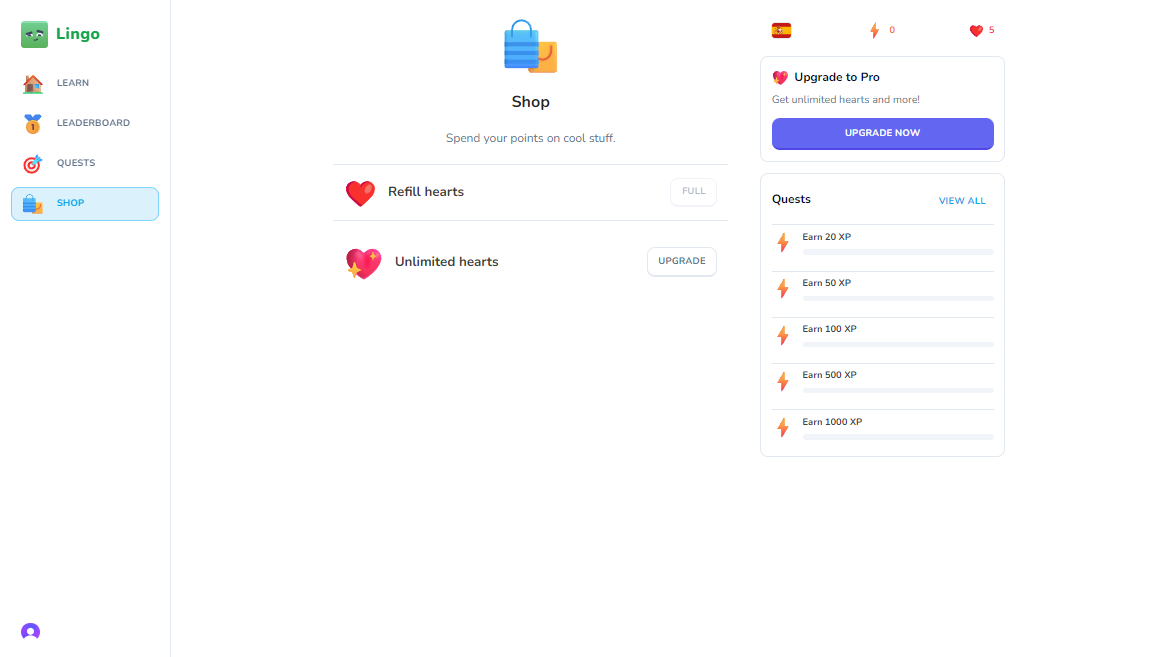 Lingo
LEARN
LEADERBOARD
1
QUESTS
SHOP
Shop
Spend your points on cool stuff.
Refill hearts
FULL
Unlimited hearts
UPGRADE
0
5
Upgrade to Pro
Get unlimited hearts and more!
UPGRADE NOW
Quests
VIEW ALL
Earn 20 XP
Earn 50 XP
Earn 100 XP
Earn 500 XP
Earn 1000 XP